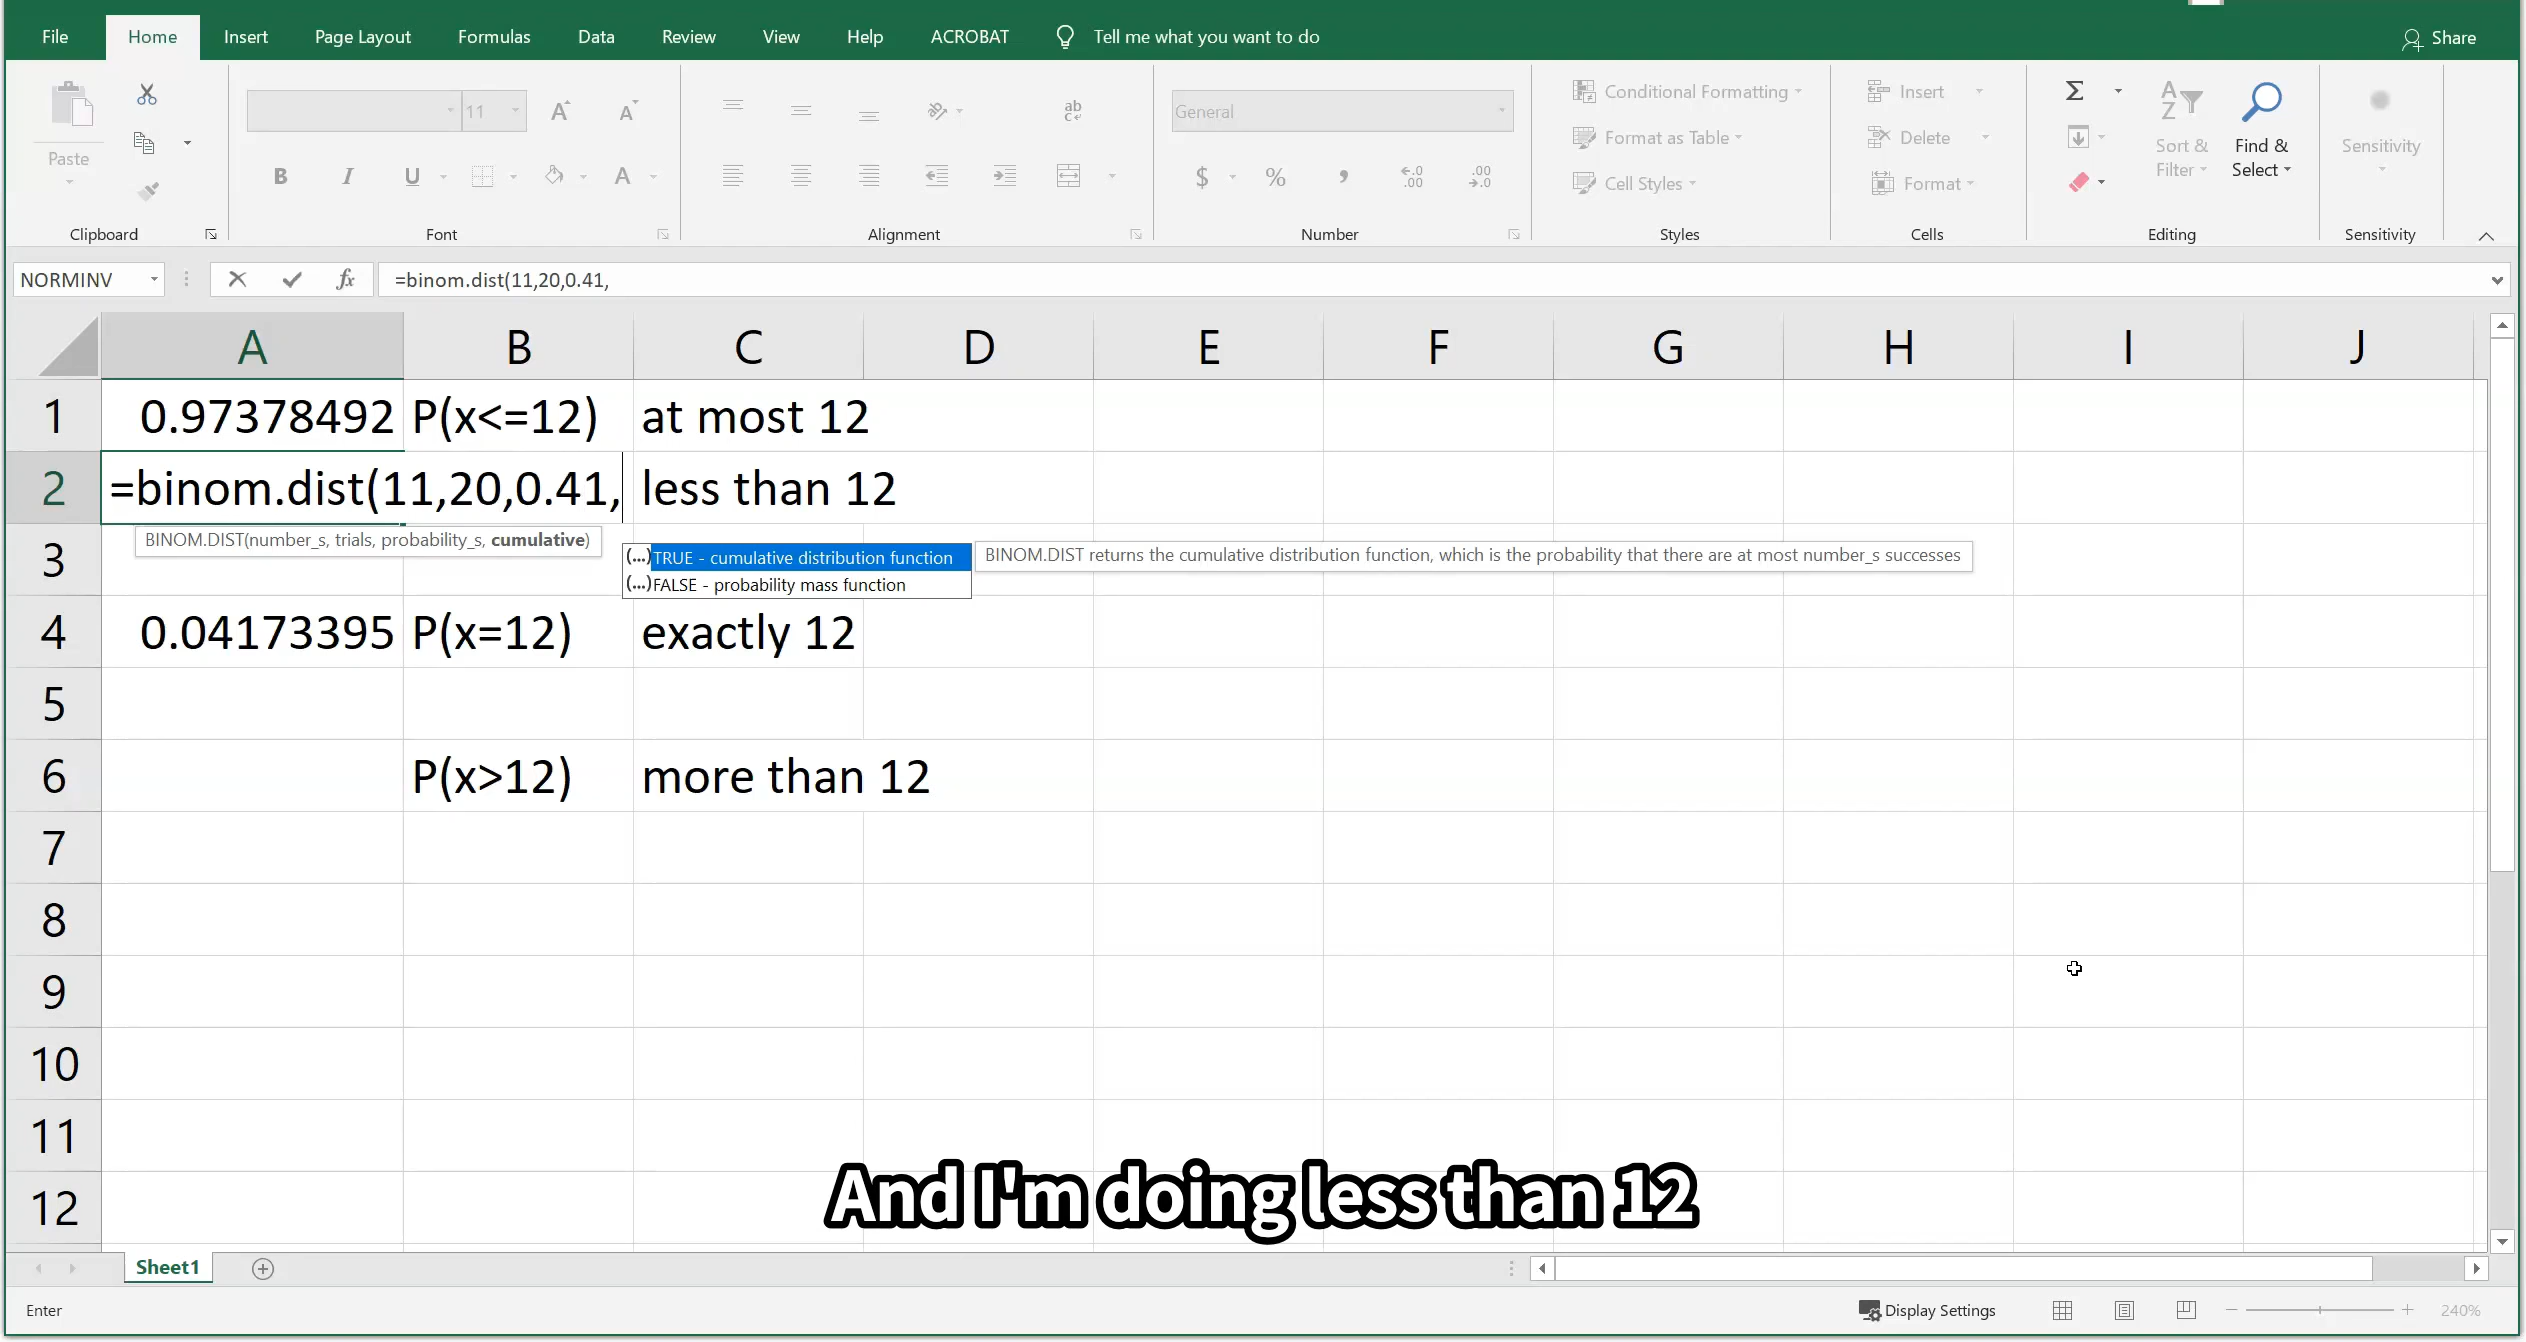 File Home Insert Page Layout Formulas Data Review View Help ACROBAT Tell me what you want to do Share
Paste
11
General
Conditional Formatting
Format as Table
Cell Styles
Insert
Delete
Format
Sort & Filter
Find & Select
Sensitivity
Clipboard Font Alignment Number Styles Cells Editing Sensitivity
NORMINV =binom.dist(11,20,0.41,
A B C D E F G H I J
1 0.97378492 P(x<=12) at most 12
2 =binom.dist(11,20,0.41, less than 12
BINOM.DIST(number_s, trials, probability_s, cumulative)
3
(...)TRUE - cumulative distribution function
BINOM.DIST returns the cumulative distribution function, which is the probability that there are at most number_s successes
(...)FALSE - probability mass function
4 0.04173395 P(x=12) exactly 12
5
6 P(x>12) more than 12
7
8
9
10
11
12
And I'm doing less than 12
Sheet1
Enter Display Settings 240%